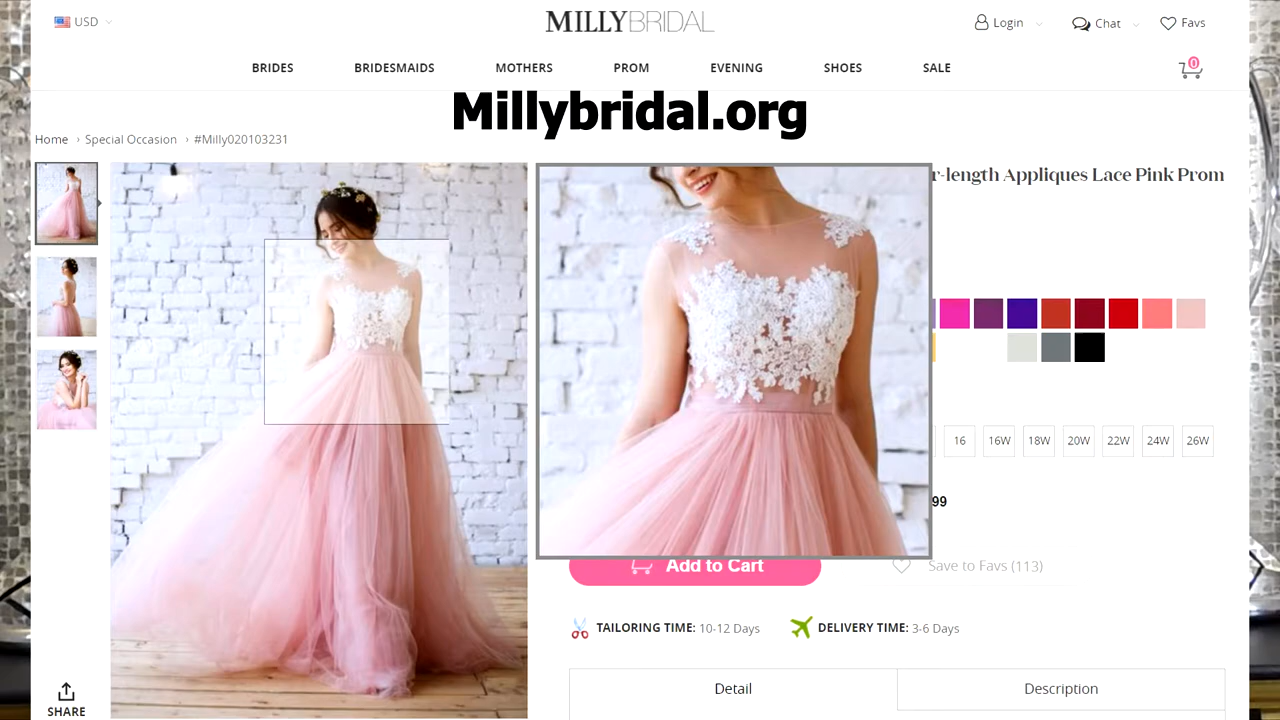 USD
MILLYBRIDAL
Login
Chat
Favs
BRIDES BRIDESMAIDS MOTHERS PROM EVENING SHOES SALE
0
Millybridal.org
Home › Special Occasion › #Milly020103231
r-length Appliques Lace Pink Prom
16 16W 18W 20W 22W 24W 26W
99
Add to Cart
Save to Favs (113)
TAILORING TIME: 10-12 Days
DELIVERY TIME: 3-6 Days
Detail
Description
SHARE